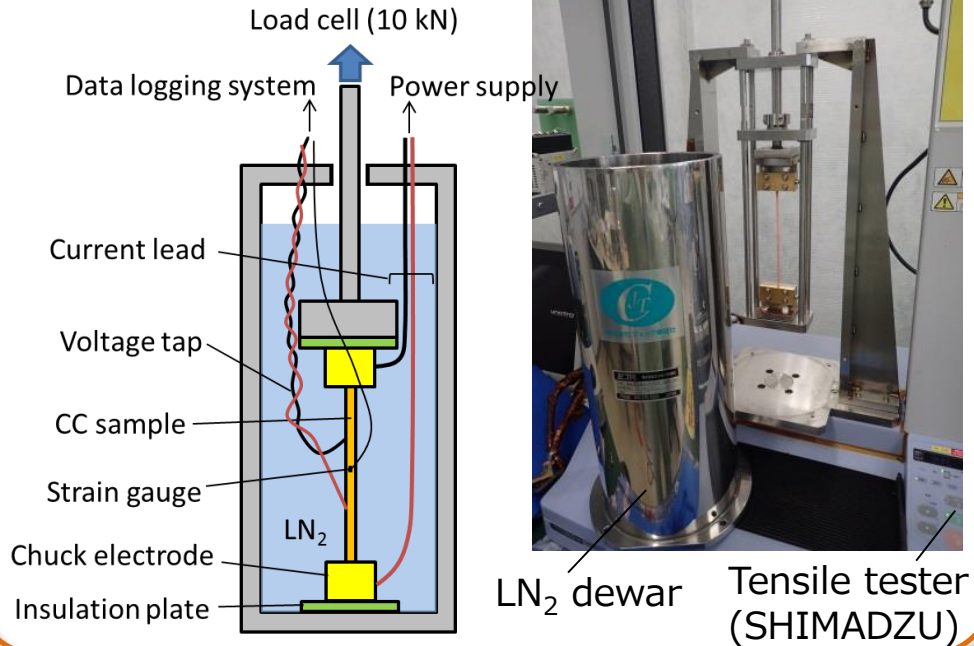 Load cell (10 kN)
Data logging system
Power supply
Current lead
Voltage tap
CC sample
Strain gauge
LN₂
Chuck electrode
Insulation plate
CJT
LN₂ dewar
Tensile tester
(SHIMADZU)